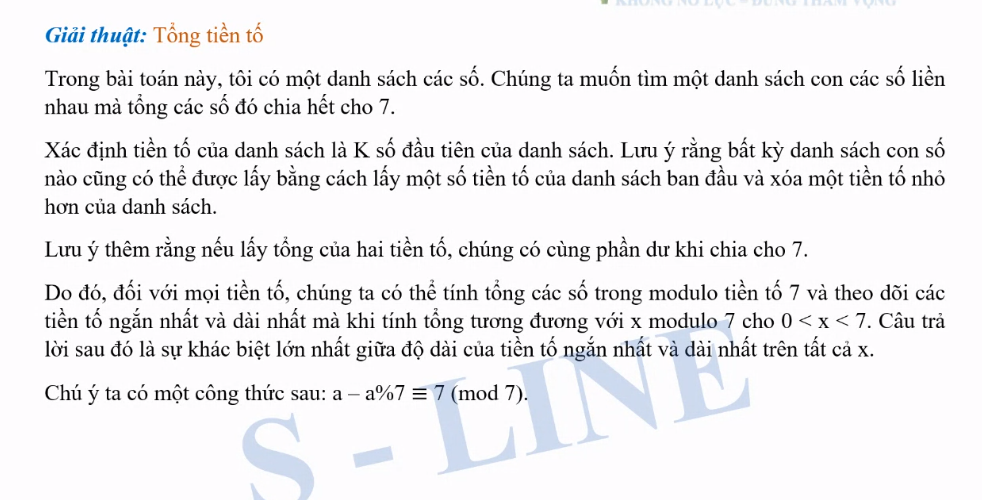 KHÔNG NỖ LỰC – ĐỪNG THAM VỌNG
Giải thuật: Tổng tiền tố
Trong bài toán này, tôi có một danh sách các số. Chúng ta muốn tìm một danh sách con các số liền
nhau mà tổng các số đó chia hết cho 7.
Xác định tiền tố của danh sách là K số đầu tiên của danh sách. Lưu ý rằng bất kỳ danh sách con số
nào cũng có thể được lấy bằng cách lấy một số tiền tố của danh sách ban đầu và xóa một tiền tố nhỏ
hơn của danh sách.
Lưu ý thêm rằng nếu lấy tổng của hai tiền tố, chúng có cùng phần dư khi chia cho 7.
Do đó, đối với mọi tiền tố, chúng ta có thể tính tổng các số trong modulo tiền tố 7 và theo dõi các
tiền tố ngắn nhất và dài nhất mà khi tính tổng tương đương với x modulo 7 cho 0 < x < 7. Câu trả
lời sau đó là sự khác biệt lớn nhất giữa độ dài của tiền tố ngắn nhất và dài nhất trên tất cả x.
Chú ý ta có một công thức sau: a – a%7 ≡ 7 (mod 7).
S - LINE